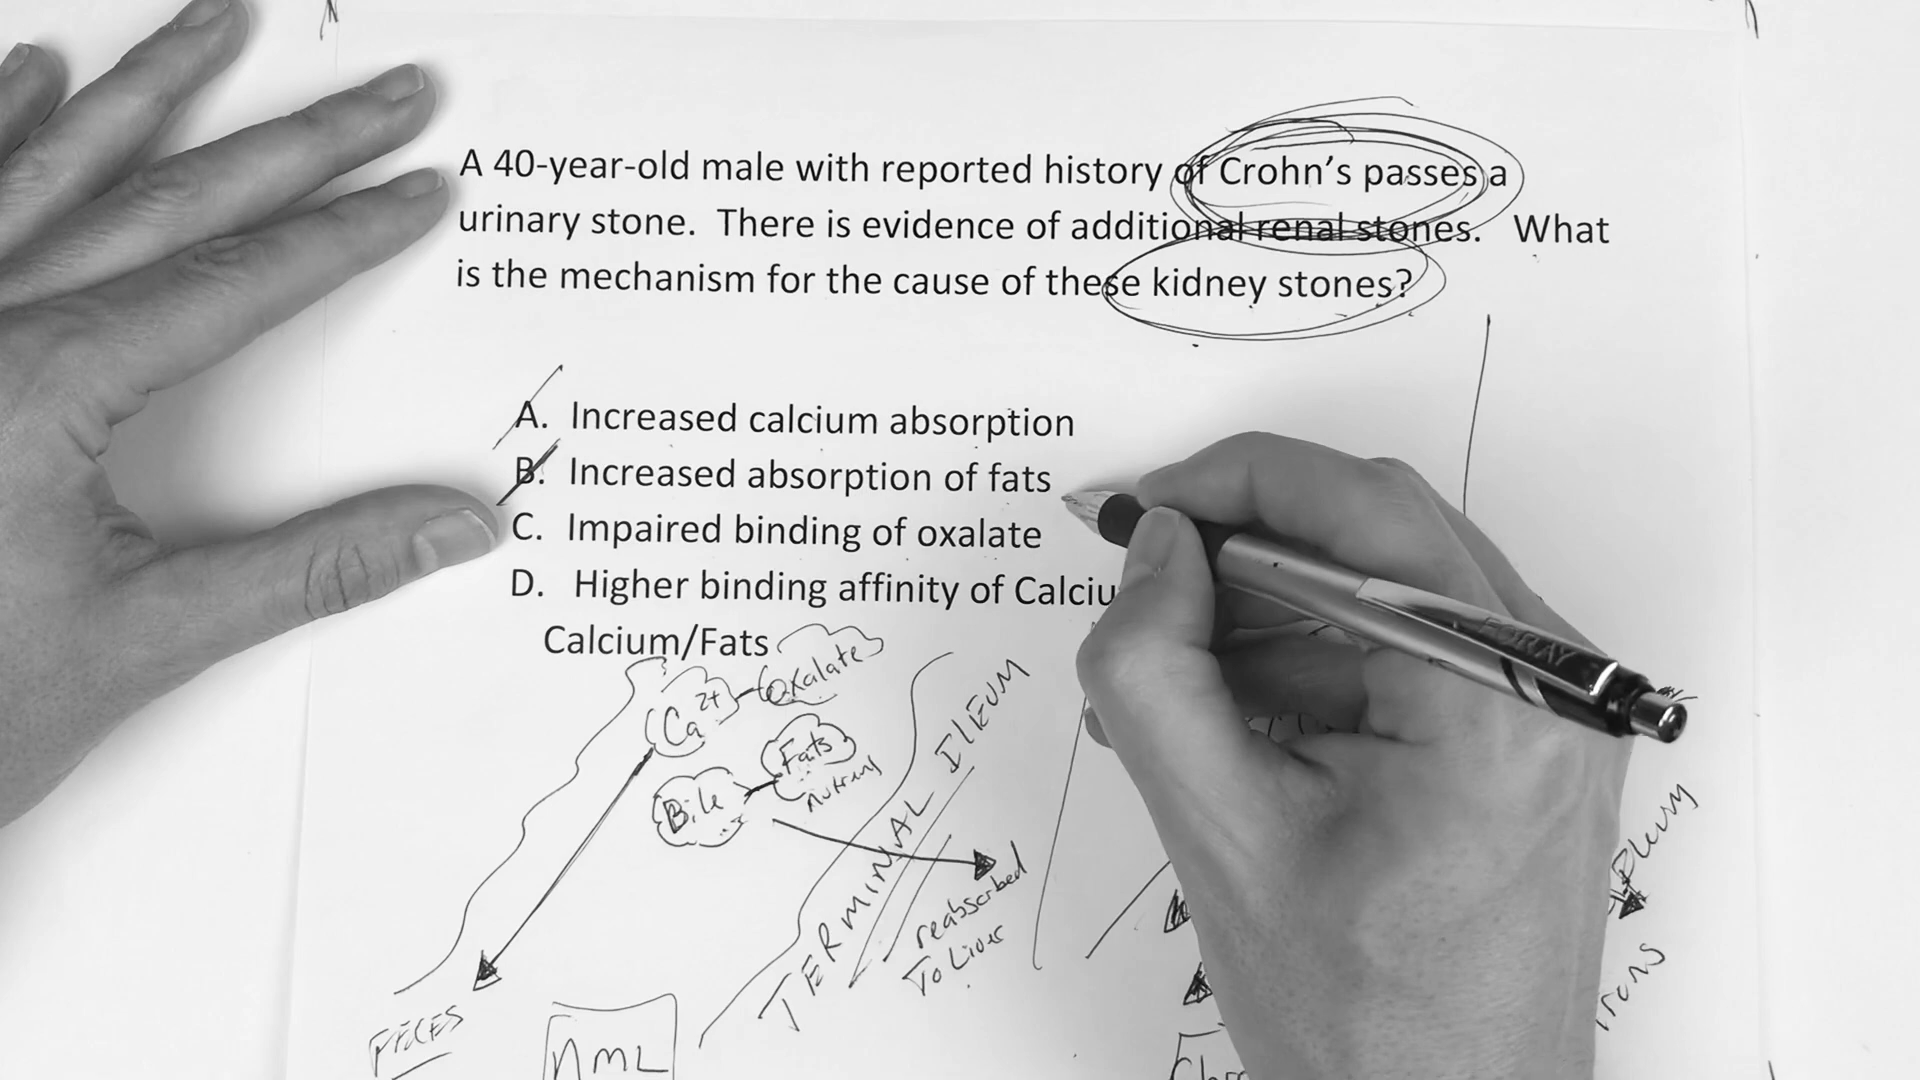 A 40-year-old male with reported history of Crohn's passes a
urinary stone. There is evidence of additional renal stones. What
is the mechanism for the cause of these kidney stones?
A. Increased calcium absorption
B. Increased absorption of fats
C. Impaired binding of oxalate
D. Higher binding affinity of Calciu
Calcium/Fats
Ca2+ - Oxalate
Bile - Fats
TERMINAL ILEUM
reabsorbed
To Liver
FECES
NML
FORAY